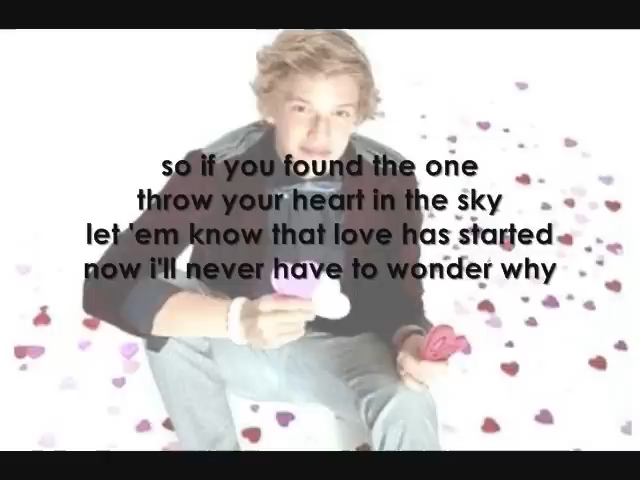 so if you found the one
throw your heart in the sky
let 'em know that love has started
now i'll never have to wonder why